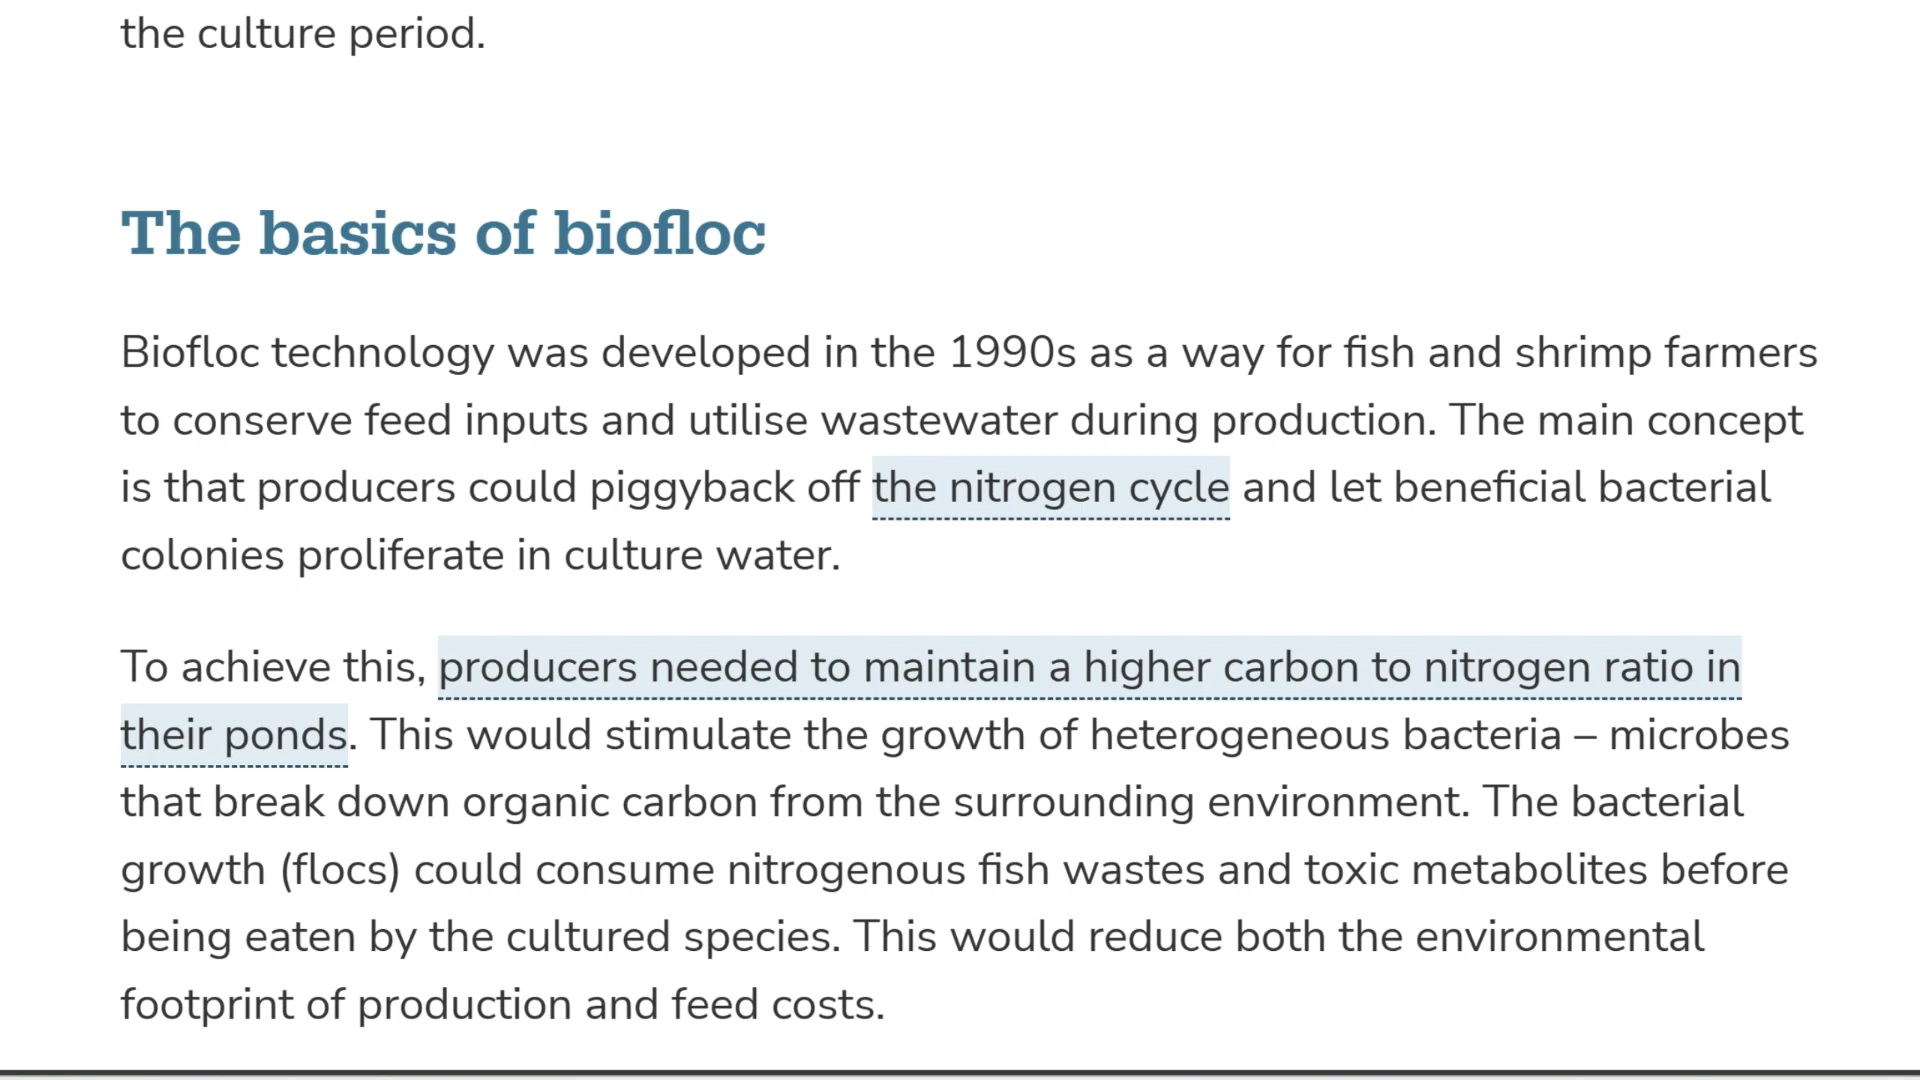 the culture period.
The basics of biofloc
Biofloc technology was developed in the 1990s as a way for fish and shrimp farmers
to conserve feed inputs and utilise wastewater during production. The main concept
is that producers could piggyback off the nitrogen cycle and let beneficial bacterial
colonies proliferate in culture water.
To achieve this, producers needed to maintain a higher carbon to nitrogen ratio in
their ponds. This would stimulate the growth of heterogeneous bacteria – microbes
that break down organic carbon from the surrounding environment. The bacterial
growth (flocs) could consume nitrogenous fish wastes and toxic metabolites before
being eaten by the cultured species. This would reduce both the environmental
footprint of production and feed costs.